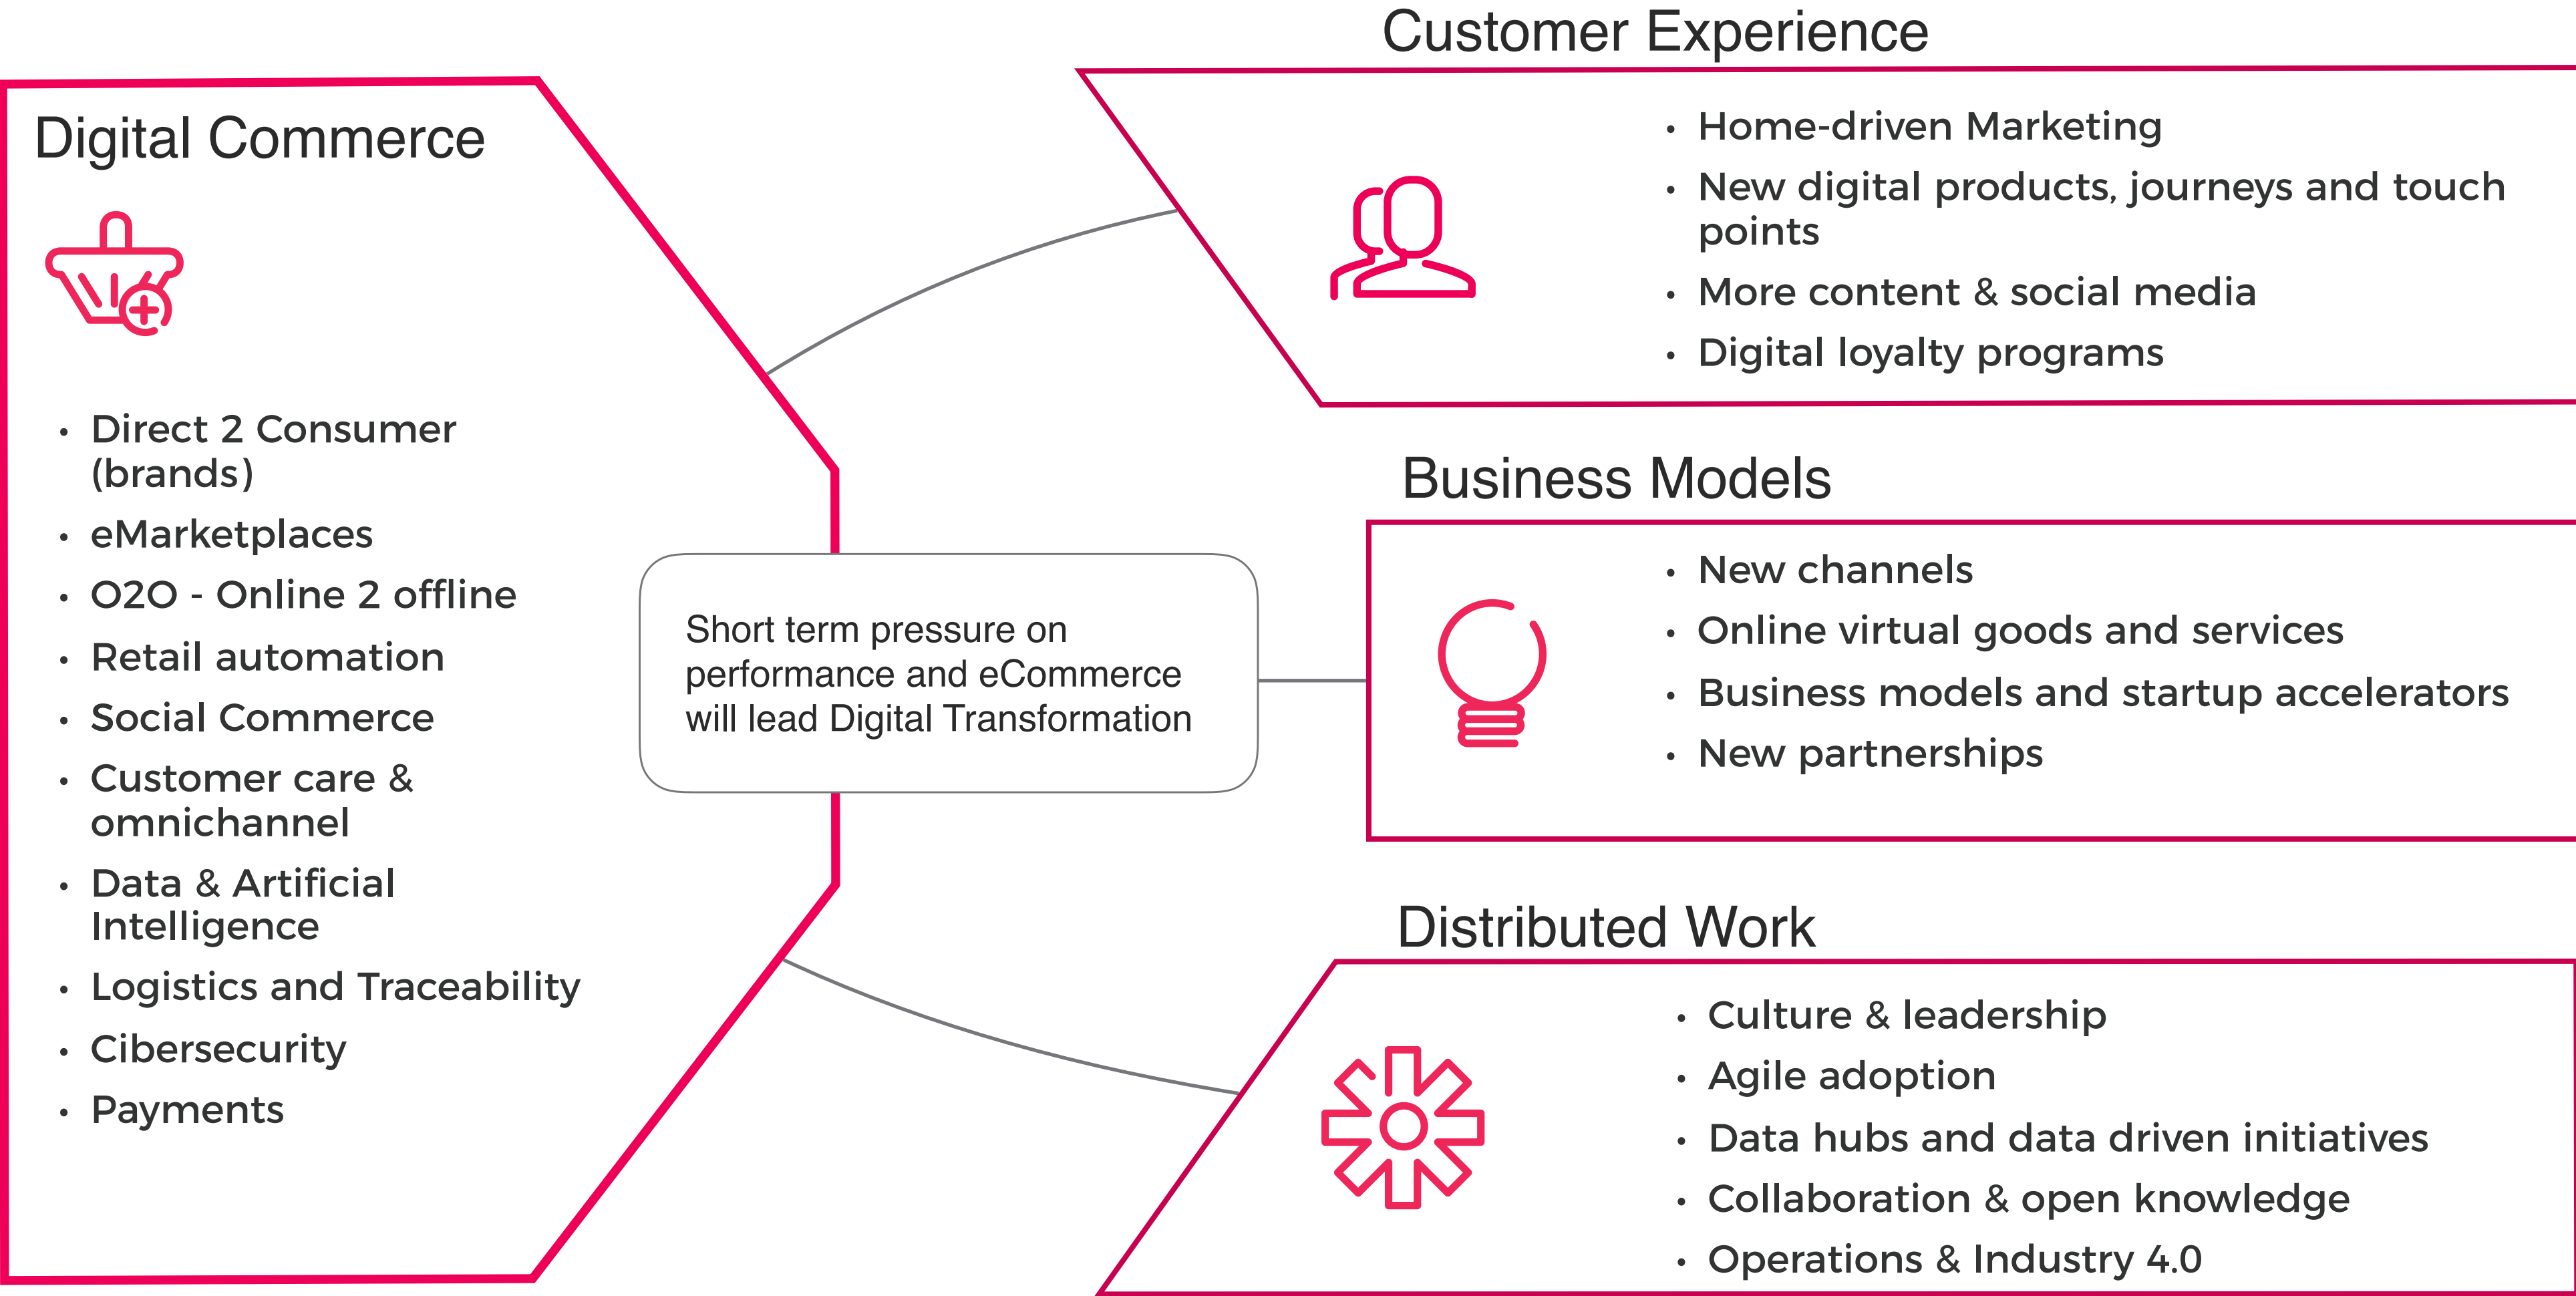 Digital Commerce
• Direct 2 Consumer
(brands)
• eMarketplaces
• O2O - Online 2 offline
• Retail automation
• Social Commerce
• Customer care &
omnichannel
• Data & Artificial
Intelligence
• Logistics and Traceability
• Cibersecurity
• Payments
Short term pressure on
performance and eCommerce
will lead Digital Transformation
Customer Experience
• Home-driven Marketing
• New digital products, journeys and touch
points
• More content & social media
• Digital loyalty programs
Business Models
• New channels
• Online virtual goods and services
• Business models and startup accelerators
• New partnerships
Distributed Work
• Culture & leadership
• Agile adoption
• Data hubs and data driven initiatives
• Collaboration & open knowledge
• Operations & Industry 4.0